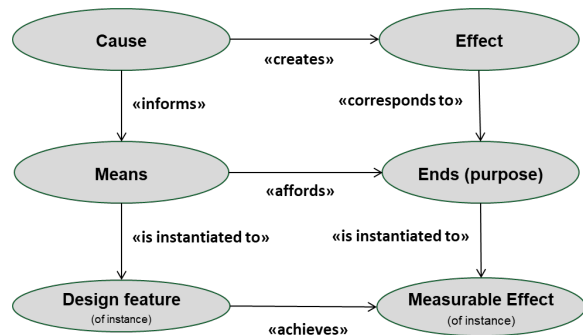 Cause
Effect
«creates»
«informs»
«corresponds to»
Means
Ends (purpose)
«affords»
«is instantiated to»
«is instantiated to»
Design feature
(of instance)
Measurable Effect
(of instance)
«achieves»